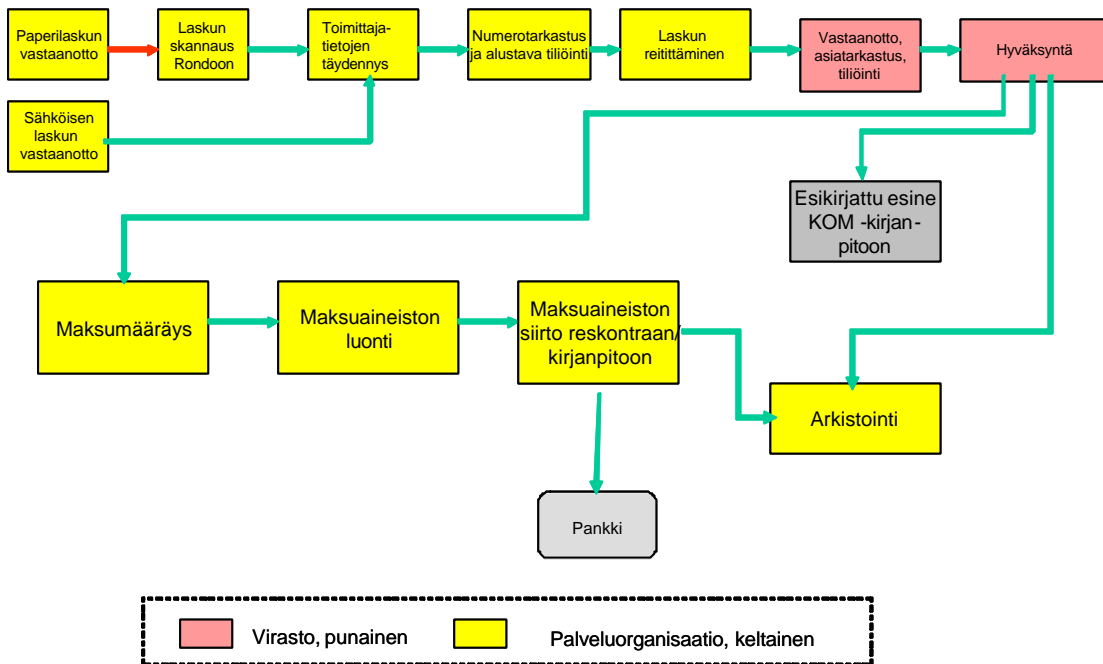 Paperilaskun
vastaanotto
Laskun
skannaus
Rondoon
Toimittaja-
tietojen
täydennys
Numerotarkastus
ja alustava tiliöinti
Laskun
reitittäminen
Vastaanotto,
asiatarkastus,
tiliöinti
Hyväksyntä
Sähköisen
laskun
vastaanotto
Esikirjattu esine
KOM -kirjan-
pitoon
Maksumääräys
Maksuaineiston
luonti
Maksuaineiston
siirto reskontraan/
kirjanpitoon
Arkistointi
Pankki
Virasto, punainen
Palveluorganisaatio, keltainen